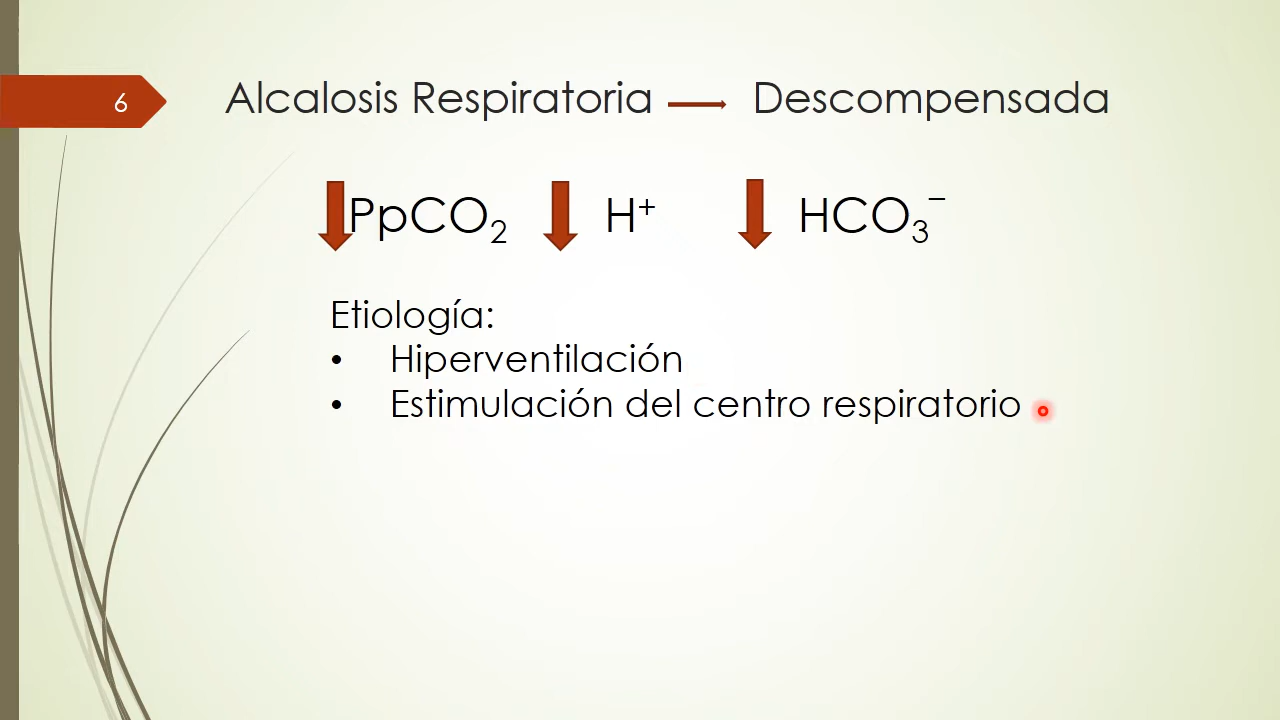 6
Alcalosis Respiratoria Descompensada
PpCO₂ H⁺ HCO₃⁻
Etiología:
• Hiperventilación
• Estimulación del centro respiratorio